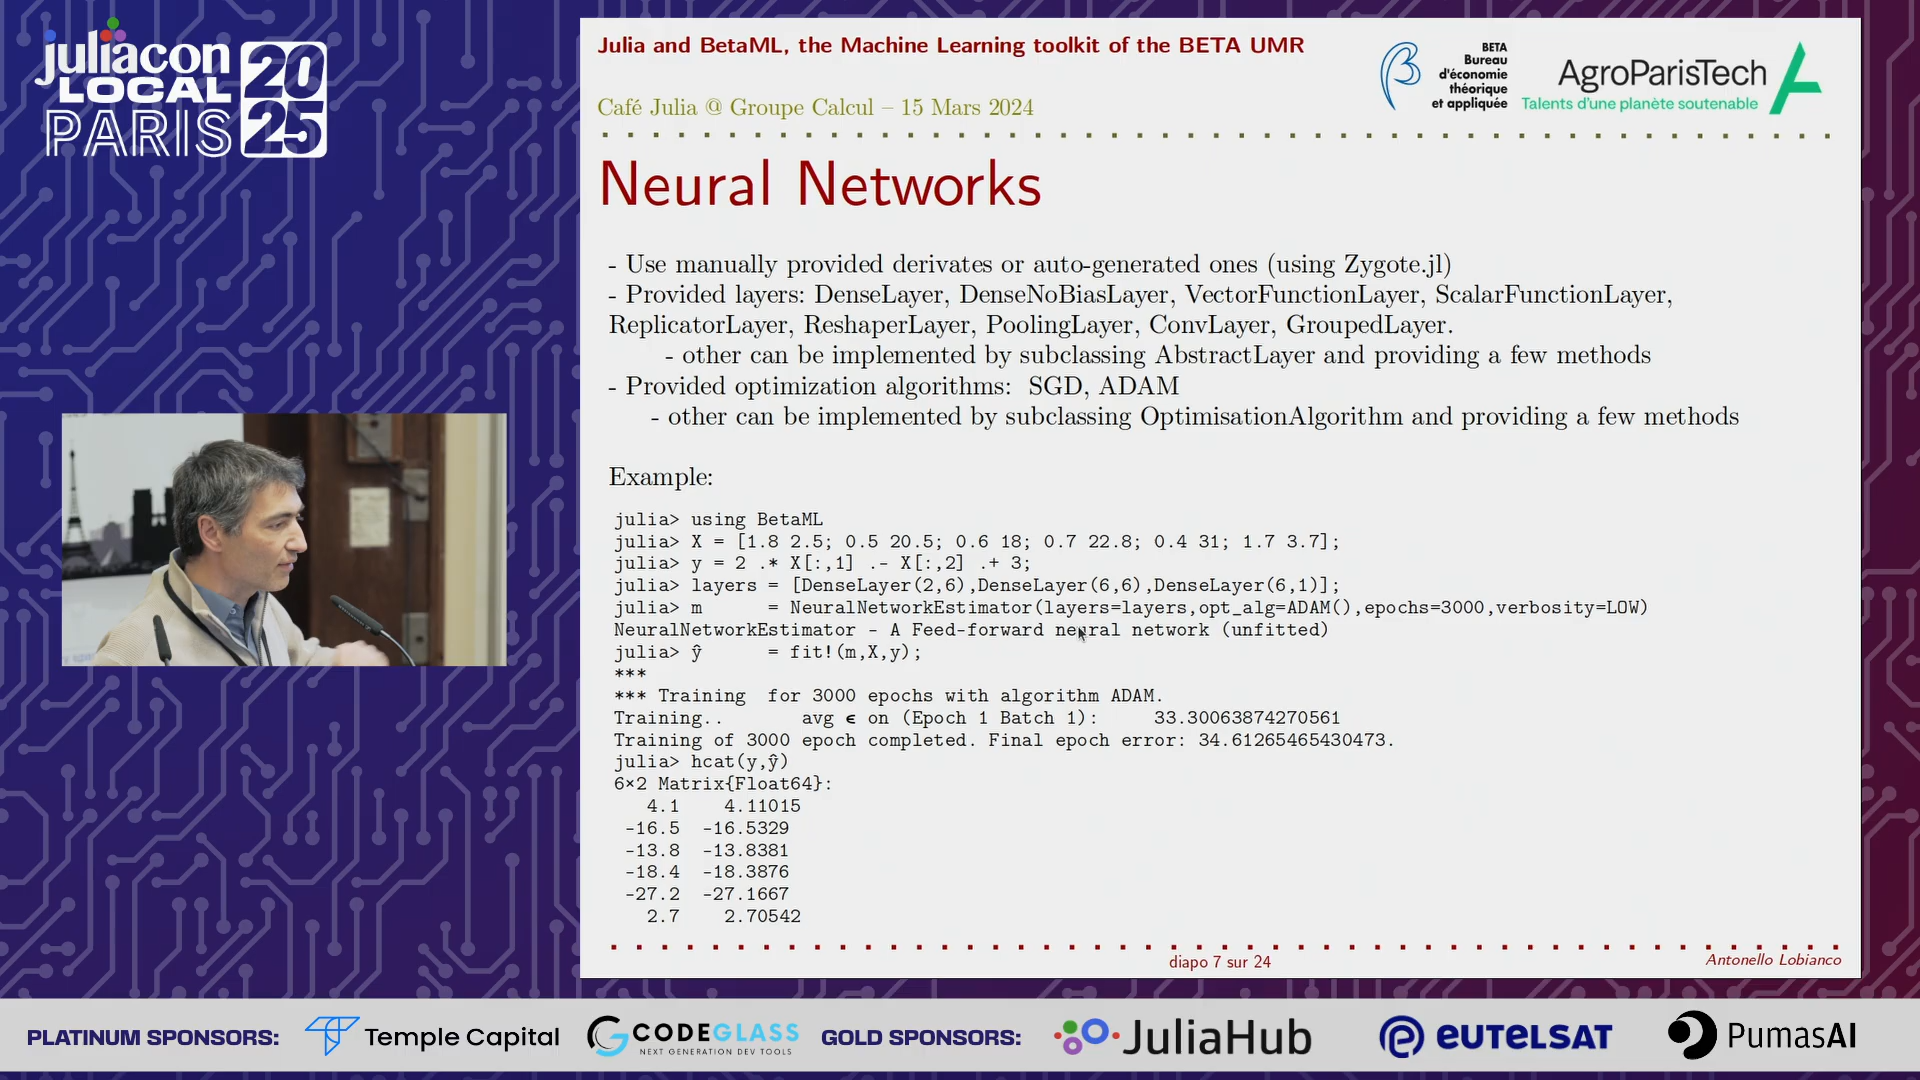 juliacon
LOCAL
PARIS
20
25
Julia and BetaML, the Machine Learning toolkit of the BETA UMR
Café Julia @ Groupe Calcul – 15 Mars 2024
BETA
Bureau
d'économie
théorique
et appliquée
AgroParisTech
Talents d'une planète soutenable
Neural Networks
- Use manually provided derivates or auto-generated ones (using Zygote.jl)
- Provided layers: DenseLayer, DenseNoBiasLayer, VectorFunctionLayer, ScalarFunctionLayer,
ReplicatorLayer, ReshaperLayer, PoolingLayer, ConvLayer, GroupedLayer.
- other can be implemented by subclassing AbstractLayer and providing a few methods
- Provided optimization algorithms: SGD, ADAM
- other can be implemented by subclassing OptimisationAlgorithm and providing a few methods
Example:
julia> using BetaML
julia> X = [1.8 2.5; 0.5 20.5; 0.6 18; 0.7 22.8; 0.4 31; 1.7 3.7];
julia> y = 2 .* X[:,1] .- X[:,2] .+ 3;
julia> layers = [DenseLayer(2,6),DenseLayer(6,6),DenseLayer(6,1)];
julia> m = NeuralNetworkEstimator(layers=layers,opt_alg=ADAM(),epochs=3000,verbosity=LOW)
NeuralNetworkEstimator - A Feed-forward neural network (unfitted)
julia> ŷ = fit!(m,X,y);
***
*** Training for 3000 epochs with algorithm ADAM.
Training.. avg ϵ on (Epoch 1 Batch 1): 33.30063874270561
Training of 3000 epoch completed. Final epoch error: 34.61265465430473.
julia> hcat(y,ŷ)
6×2 Matrix{Float64}:
4.1 4.11015
-16.5 -16.5329
-13.8 -13.8381
-18.4 -18.3876
-27.2 -27.1667
2.7 2.70542
diapo 7 sur 24
Antonello Lobianco
PLATINUM SPONSORS:
Temple Capital
CODEGLASS
NEXT GENERATION DEV TOOLS
GOLD SPONSORS:
JuliaHub
EUTELSAT
PumasAI